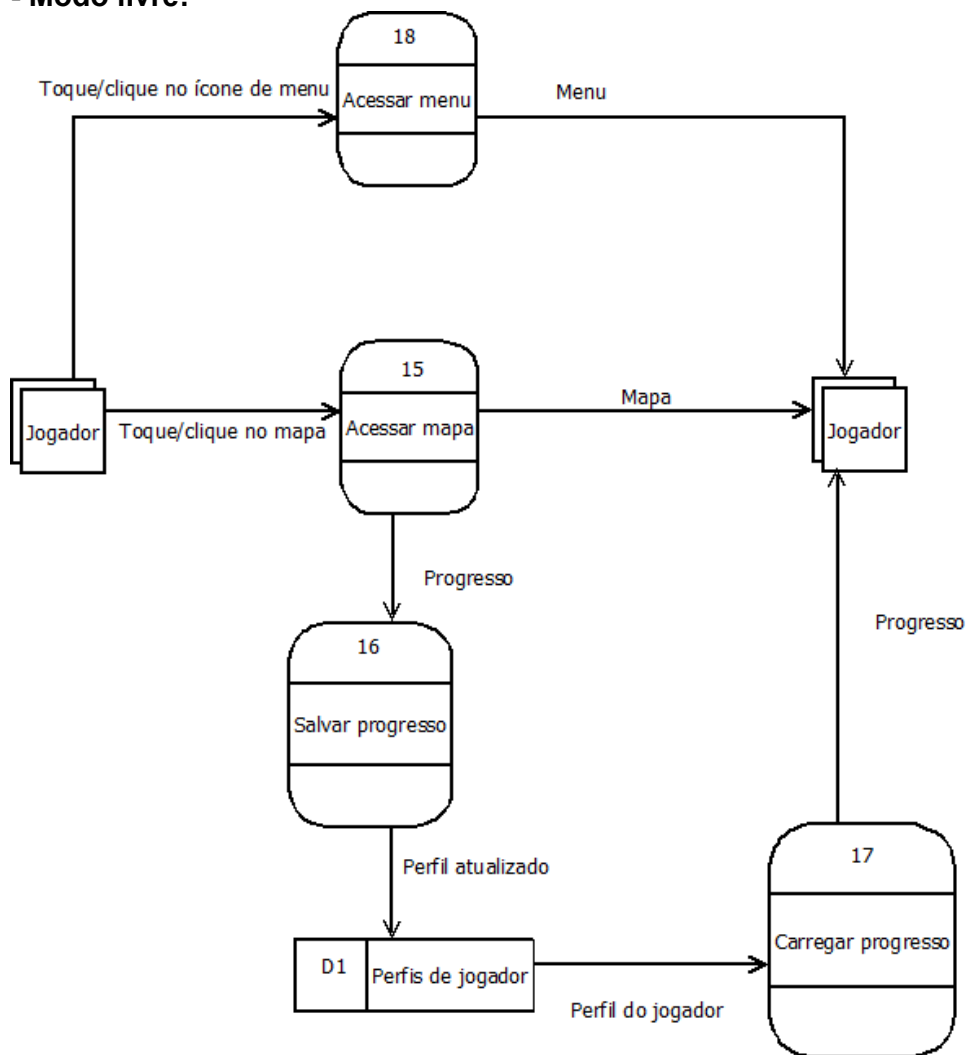 - Modo livre:
18
Toque/clique no ícone de menu
Acessar menu
Menu
15
Jogador
Toque/clique no mapa
Acessar mapa
Mapa
Jogador
Progresso
16
Salvar progresso
Progresso
Perfil atualizado
17
D1
Perfis de jogador
Carregar progresso
Perfil do jogador